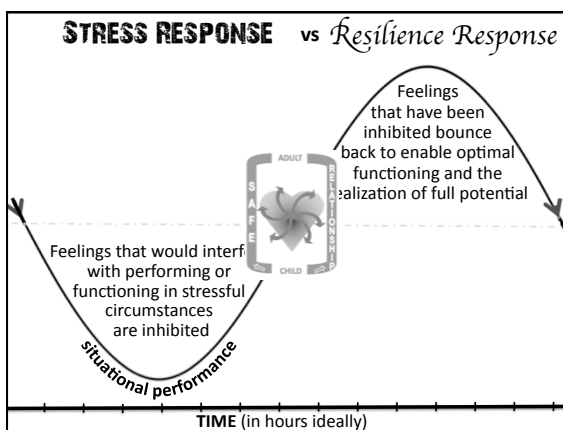 STRESS RESPONSE vs Resilience Response
Feelings
that have been
inhibited bounce
back to enable optimal
functioning and the
ealization of full potential
ADULT
SAFE
RELATIONSHIP
CHILD
Feelings that would interf
with performing or
functioning in stressful
circumstances
are inhibited
situational performance
TIME (in hours ideally)